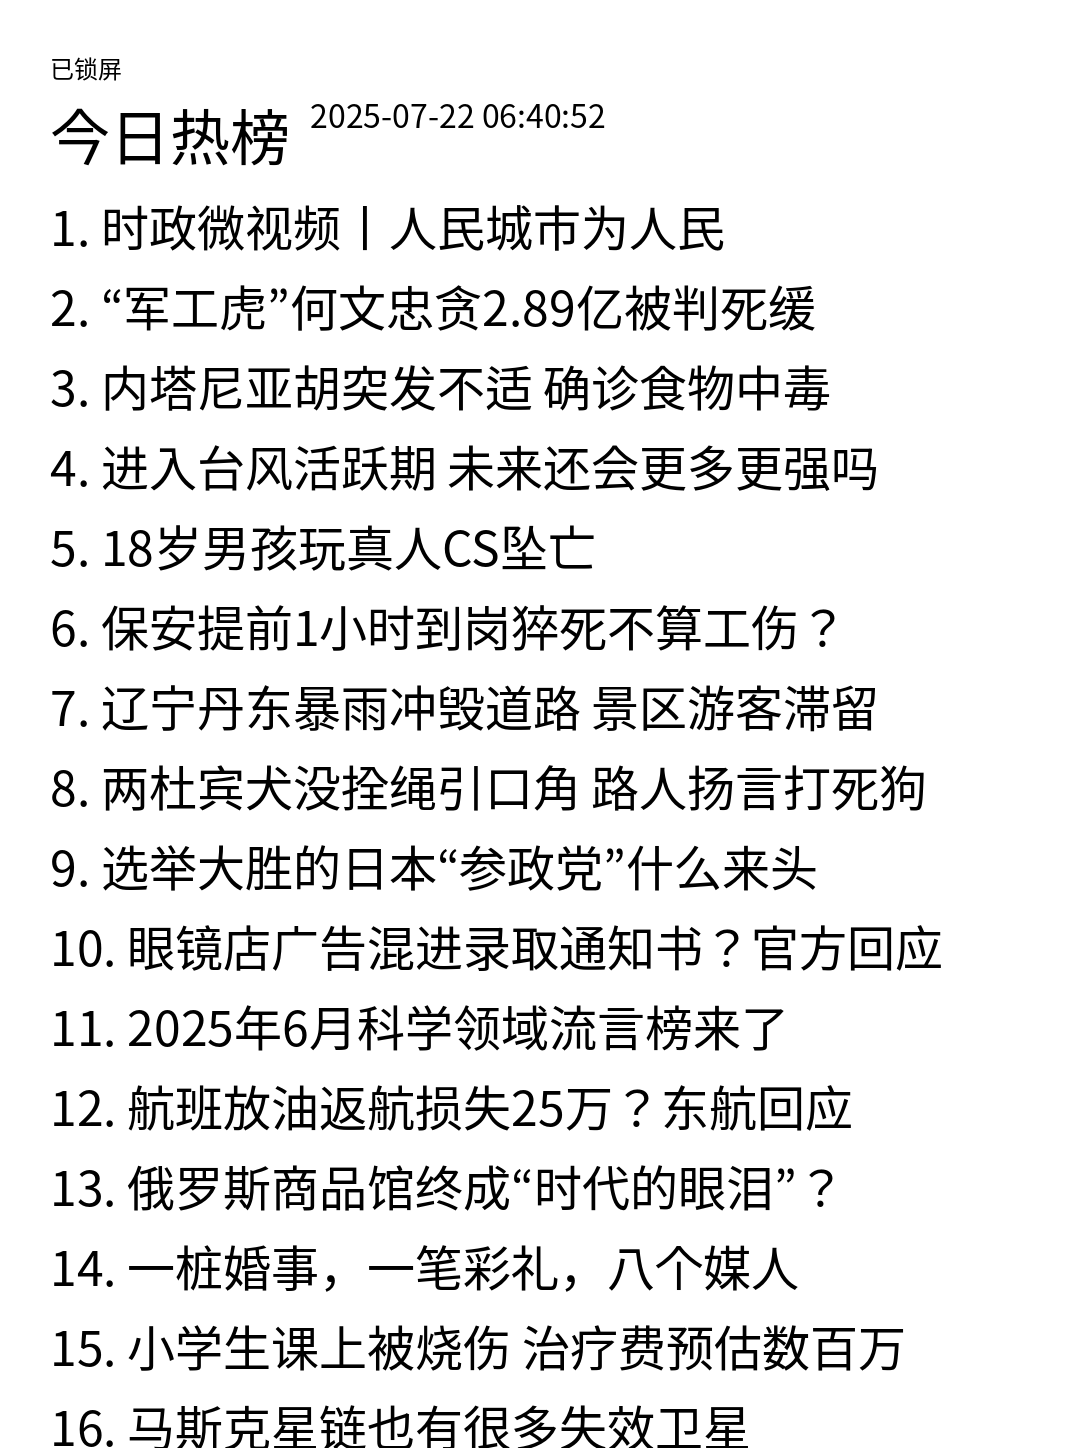 已锁屏
今日热榜 2025-07-22 06:40:52
1. 时政微视频丨人民城市为人民
2. “军工虎”何文忠贪2.89亿被判死缓
3. 内塔尼亚胡突发不适 确诊食物中毒
4. 进入台风活跃期 未来还会更多更强吗
5. 18岁男孩玩真人CS坠亡
6. 保安提前1小时到岗猝死不算工伤？
7. 辽宁丹东暴雨冲毁道路 景区游客滞留
8. 两杜宾犬没拴绳引口角 路人扬言打死狗
9. 选举大胜的日本“参政党”什么来头
10. 眼镜店广告混进录取通知书？官方回应
11. 2025年6月科学领域流言榜来了
12. 航班放油返航损失25万？东航回应
13. 俄罗斯商品馆终成“时代的眼泪”？
14. 一桩婚事，一笔彩礼，八个媒人
15. 小学生课上被烧伤 治疗费预估数百万
16. 马斯克星链也有很多失效卫星